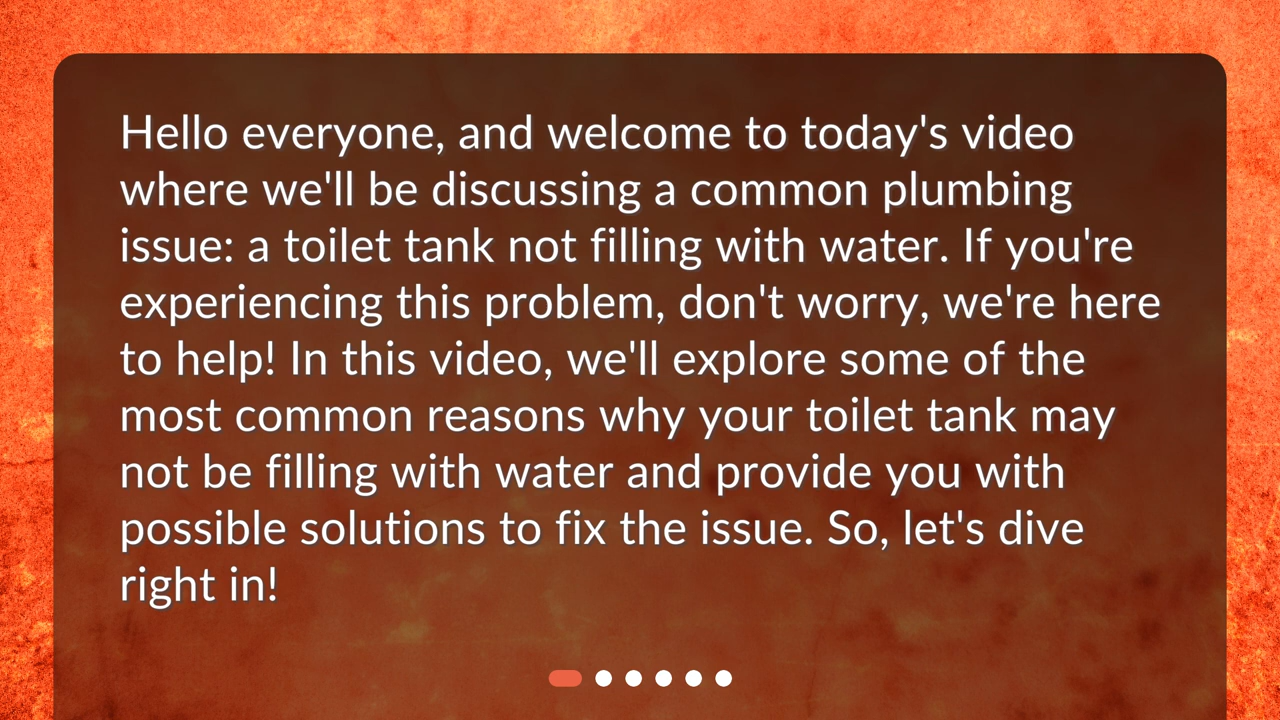 Hello everyone, and welcome to today's video
where we'll be discussing a common plumbing
issue: a toilet tank not filling with water. If you're
experiencing this problem, don't worry, we're here
to help! In this video, we'll explore some of the
most common reasons why your toilet tank may
not be filling with water and provide you with
possible solutions to fix the issue. So, let's dive
right in!